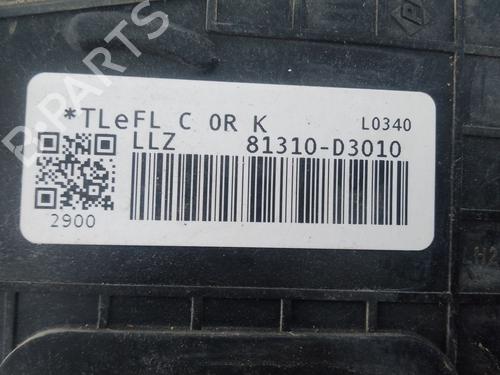 *TLeFL C 0R K L0340
LLZ 81310-D3010
2900
B-PARTS